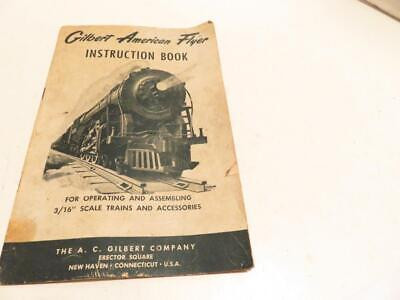 Gilbert American Flyer
INSTRUCTION BOOK
FOR OPERATING AND ASSEMBLING
3/16" SCALE TRAINS AND ACCESSORIES
THE A. C. GILBERT COMPANY
ERECTOR SQUARE
NEW HAVEN · CONNECTICUT · U.S.A.